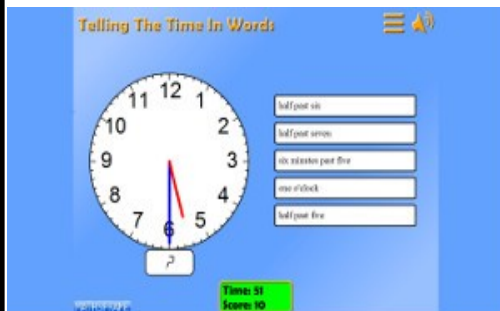 Telling The Time In Words
12
11
1
10
2
9
3
8
4
7
5
6
?
half past six
half past seven
six minutes past five
one o'clock
half past five
Time: 51
Score: 10